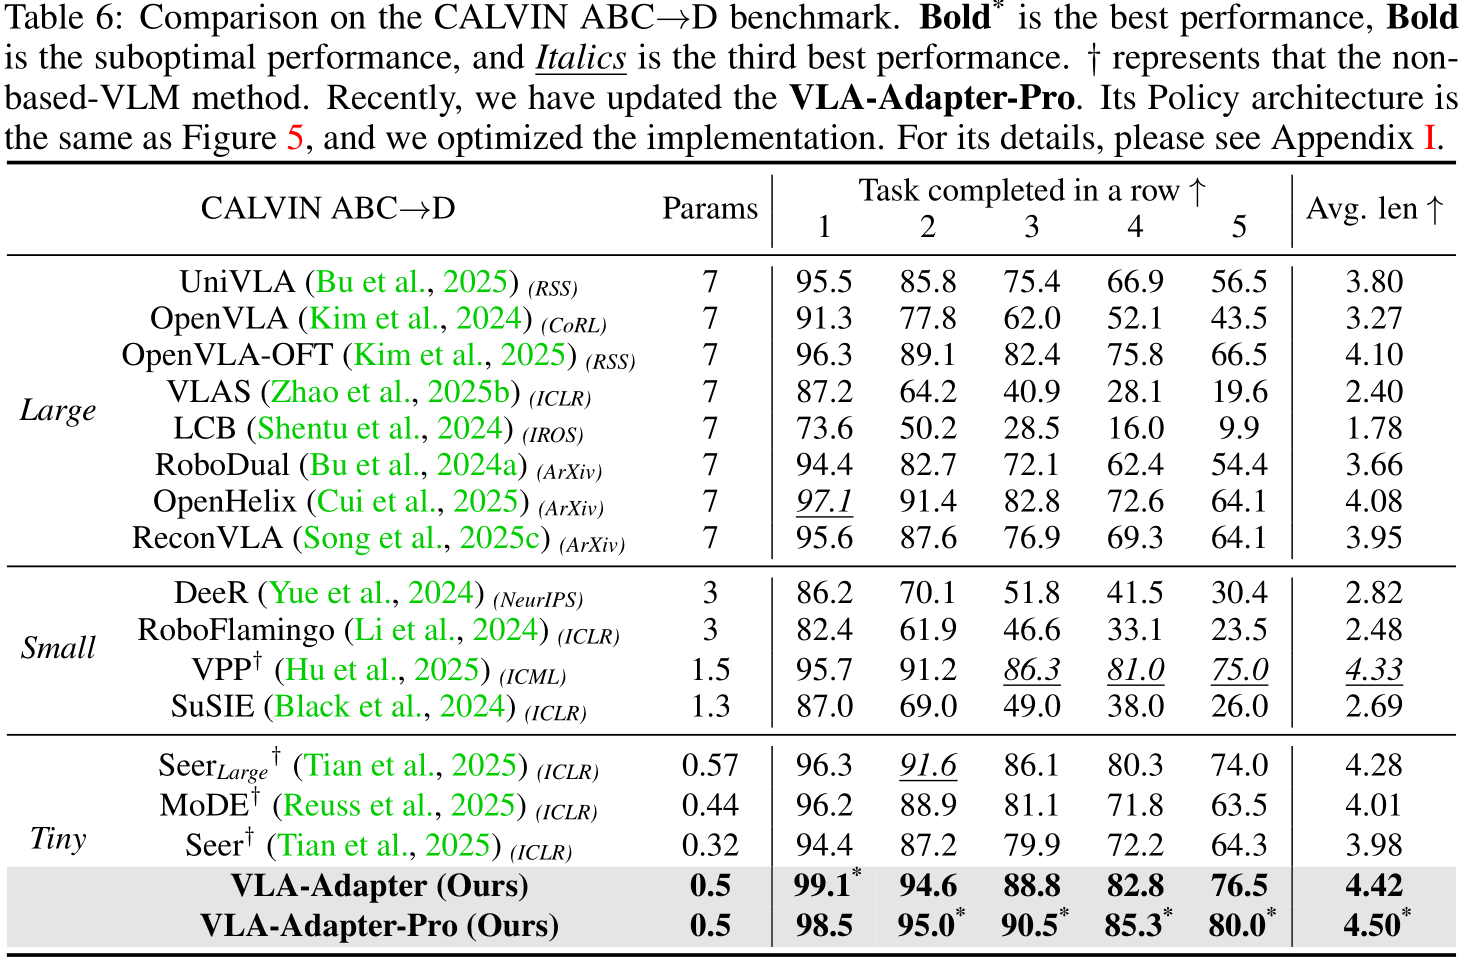 Table 6: Comparison on the CALVIN ABC→D benchmark. Bold* is the best performance, Bold
is the suboptimal performance, and Italics is the third best performance. † represents that the non-
based-VLM method. Recently, we have updated the VLA-Adapter-Pro. Its Policy architecture is
the same as Figure 5, and we optimized the implementation. For its details, please see Appendix I.
CALVIN ABC→D Params Task completed in a row ↑ Avg. len ↑
1 2 3 4 5
Large
UniVLA (Bu et al., 2025) (RSS) 7 95.5 85.8 75.4 66.9 56.5 3.80
OpenVLA (Kim et al., 2024) (CoRL) 7 91.3 77.8 62.0 52.1 43.5 3.27
OpenVLA-OFT (Kim et al., 2025) (RSS) 7 96.3 89.1 82.4 75.8 66.5 4.10
VLAS (Zhao et al., 2025b) (ICLR) 7 87.2 64.2 40.9 28.1 19.6 2.40
LCB (Shentu et al., 2024) (IROS) 7 73.6 50.2 28.5 16.0 9.9 1.78
RoboDual (Bu et al., 2024a) (ArXiv) 7 94.4 82.7 72.1 62.4 54.4 3.66
OpenHelix (Cui et al., 2025) (ArXiv) 7 97.1 91.4 82.8 72.6 64.1 4.08
ReconVLA (Song et al., 2025c) (ArXiv) 7 95.6 87.6 76.9 69.3 64.1 3.95
Small
DeeR (Yue et al., 2024) (NeurIPS) 3 86.2 70.1 51.8 41.5 30.4 2.82
RoboFlamingo (Li et al., 2024) (ICLR) 3 82.4 61.9 46.6 33.1 23.5 2.48
VPP† (Hu et al., 2025) (ICML) 1.5 95.7 91.2 86.3 81.0 75.0 4.33
SuSIE (Black et al., 2024) (ICLR) 1.3 87.0 69.0 49.0 38.0 26.0 2.69
Tiny
SeerLarge† (Tian et al., 2025) (ICLR) 0.57 96.3 91.6 86.1 80.3 74.0 4.28
MoDE† (Reuss et al., 2025) (ICLR) 0.44 96.2 88.9 81.1 71.8 63.5 4.01
Seer† (Tian et al., 2025) (ICLR) 0.32 94.4 87.2 79.9 72.2 64.3 3.98
VLA-Adapter (Ours) 0.5 99.1* 94.6 88.8 82.8 76.5 4.42
VLA-Adapter-Pro (Ours) 0.5 98.5 95.0* 90.5* 85.3* 80.0* 4.50*